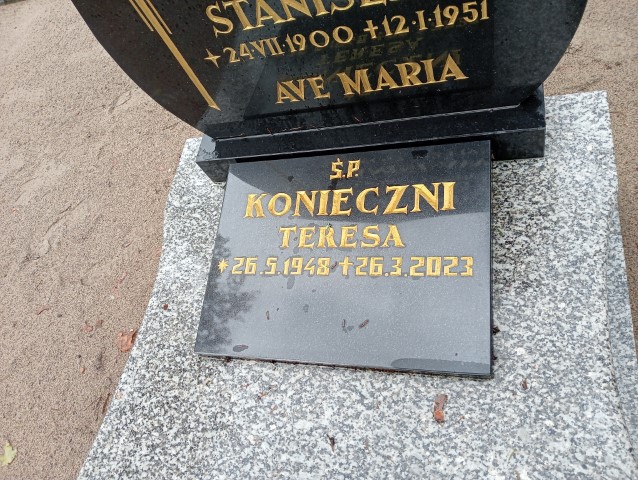 ✶24·VII·1900 ✝12·I·1951
AVE MARIA
Ś.P.
KONIECZNI
TERESA
*26.5.1948 ✝26.3.2023